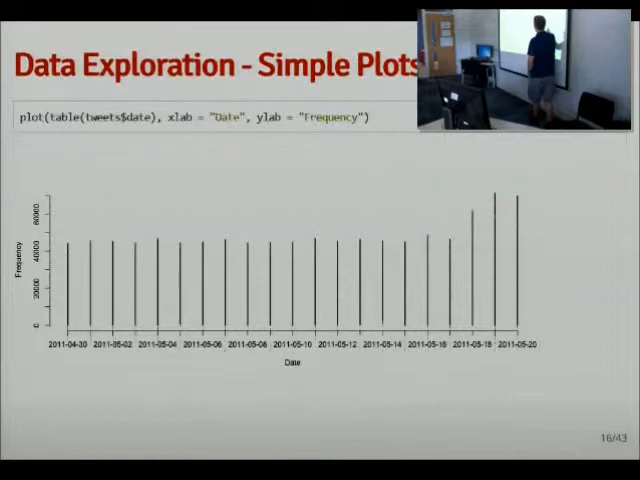 Data Exploration - Simple Plots
plot(table(tweets$date), xlab = "Date", ylab = "Frequency")
Frequency
60000
40000
20000
0
2011-04-30 2011-05-02 2011-05-04 2011-05-06 2011-05-08 2011-05-10 2011-05-12 2011-05-14 2011-05-16 2011-05-18 2011-05-20
Date
16/43